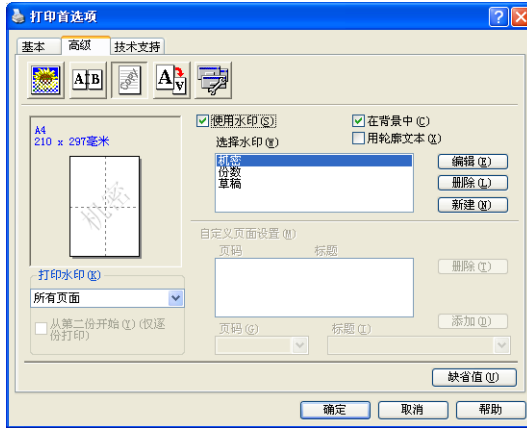 打印首选项
基本 高级 技术支持
A B
A
A4
210 x 297毫米
机密
打印水印(K)
所有页面
从第二份开始(Y)(仅逐
份打印)
使用水印(S)
在背景中(C)
选择水印(W)
用轮廓文本(X)
机密
份数
草稿
编辑(E)
删除(L)
新建(N)
自定义页面设置(M)
页码 标题
删除(T)
添加(D)
页码(G) 标题(I)
缺省值(U)
确定 取消 帮助